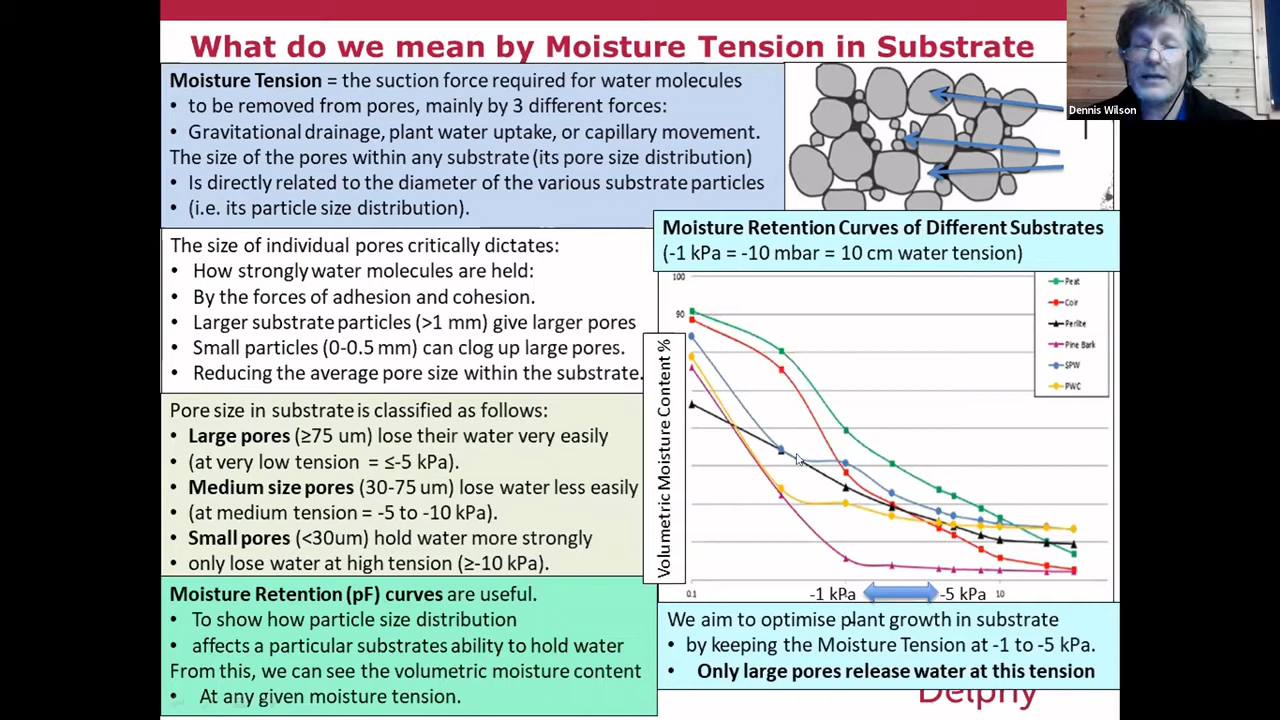 What do we mean by Moisture Tension in Substrate
Dennis Wilson
Moisture Tension = the suction force required for water molecules
• to be removed from pores, mainly by 3 different forces:
• Gravitational drainage, plant water uptake, or capillary movement.
The size of the pores within any substrate (its pore size distribution)
• Is directly related to the diameter of the various substrate particles
• (i.e. its particle size distribution).
The size of individual pores critically dictates:
• How strongly water molecules are held:
• By the forces of adhesion and cohesion.
• Larger substrate particles (>1 mm) give larger pores
• Small particles (0-0.5 mm) can clog up large pores.
• Reducing the average pore size within the substrate.
Pore size in substrate is classified as follows:
• Large pores (≥75 um) lose their water very easily
• (at very low tension = ≤-5 kPa).
• Medium size pores (30-75 um) lose water less easily
• (at medium tension = -5 to -10 kPa).
• Small pores (<30um) hold water more strongly
• only lose water at high tension (≥-10 kPa).
Moisture Retention (pF) curves are useful.
• To show how particle size distribution
• affects a particular substrates ability to hold water
From this, we can see the volumetric moisture content
• At any given moisture tension.
Moisture Retention Curves of Different Substrates
(-1 kPa = -10 mbar = 10 cm water tension)
100
90
Volumetric Moisture Content %
Peat
Coir
Perlite
Pine Bark
SPW
PWC
0.1
-1 kPa
-5 kPa
10
We aim to optimise plant growth in substrate
• by keeping the Moisture Tension at -1 to -5 kPa.
• Only large pores release water at this tension
Delphy